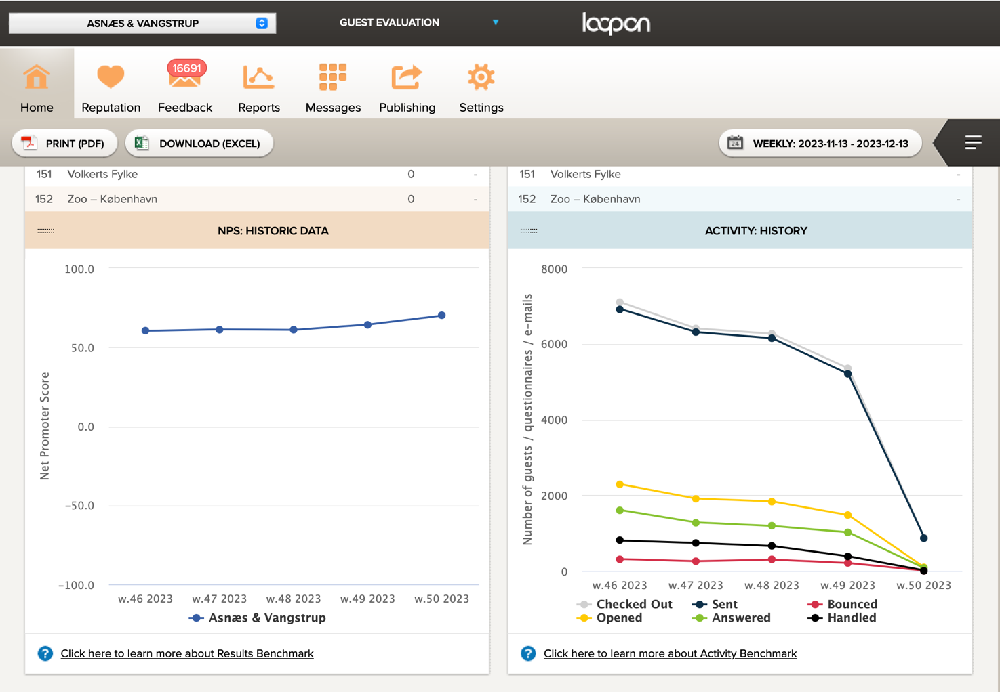 ASNÆS & VANGSTRUP
GUEST EVALUATION
loopon
Home
Reputation
16691
Feedback
Reports
Messages
Publishing
Settings
PRINT (PDF)
DOWNLOAD (EXCEL)
24
WEEKLY: 2023-11-13 - 2023-12-13
151 Volkerts Fylke 0 -
152 Zoo – København 0 -
NPS: HISTORIC DATA
100.0
50.0
0.0
−50.0
−100.0
Net Promoter Score
w.46 2023 w.47 2023 w.48 2023 w.49 2023 w.50 2023
Asnæs & Vangstrup
? Click here to learn more about Results Benchmark
151 Volkerts Fylke -
152 Zoo – København -
ACTIVITY: HISTORY
8000
6000
4000
2000
0
Number of guests / questionnaires / e−mails
w.46 2023 w.47 2023 w.48 2023 w.49 2023 w.50 2023
Checked Out Sent Bounced
Opened Answered Handled
? Click here to learn more about Activity Benchmark